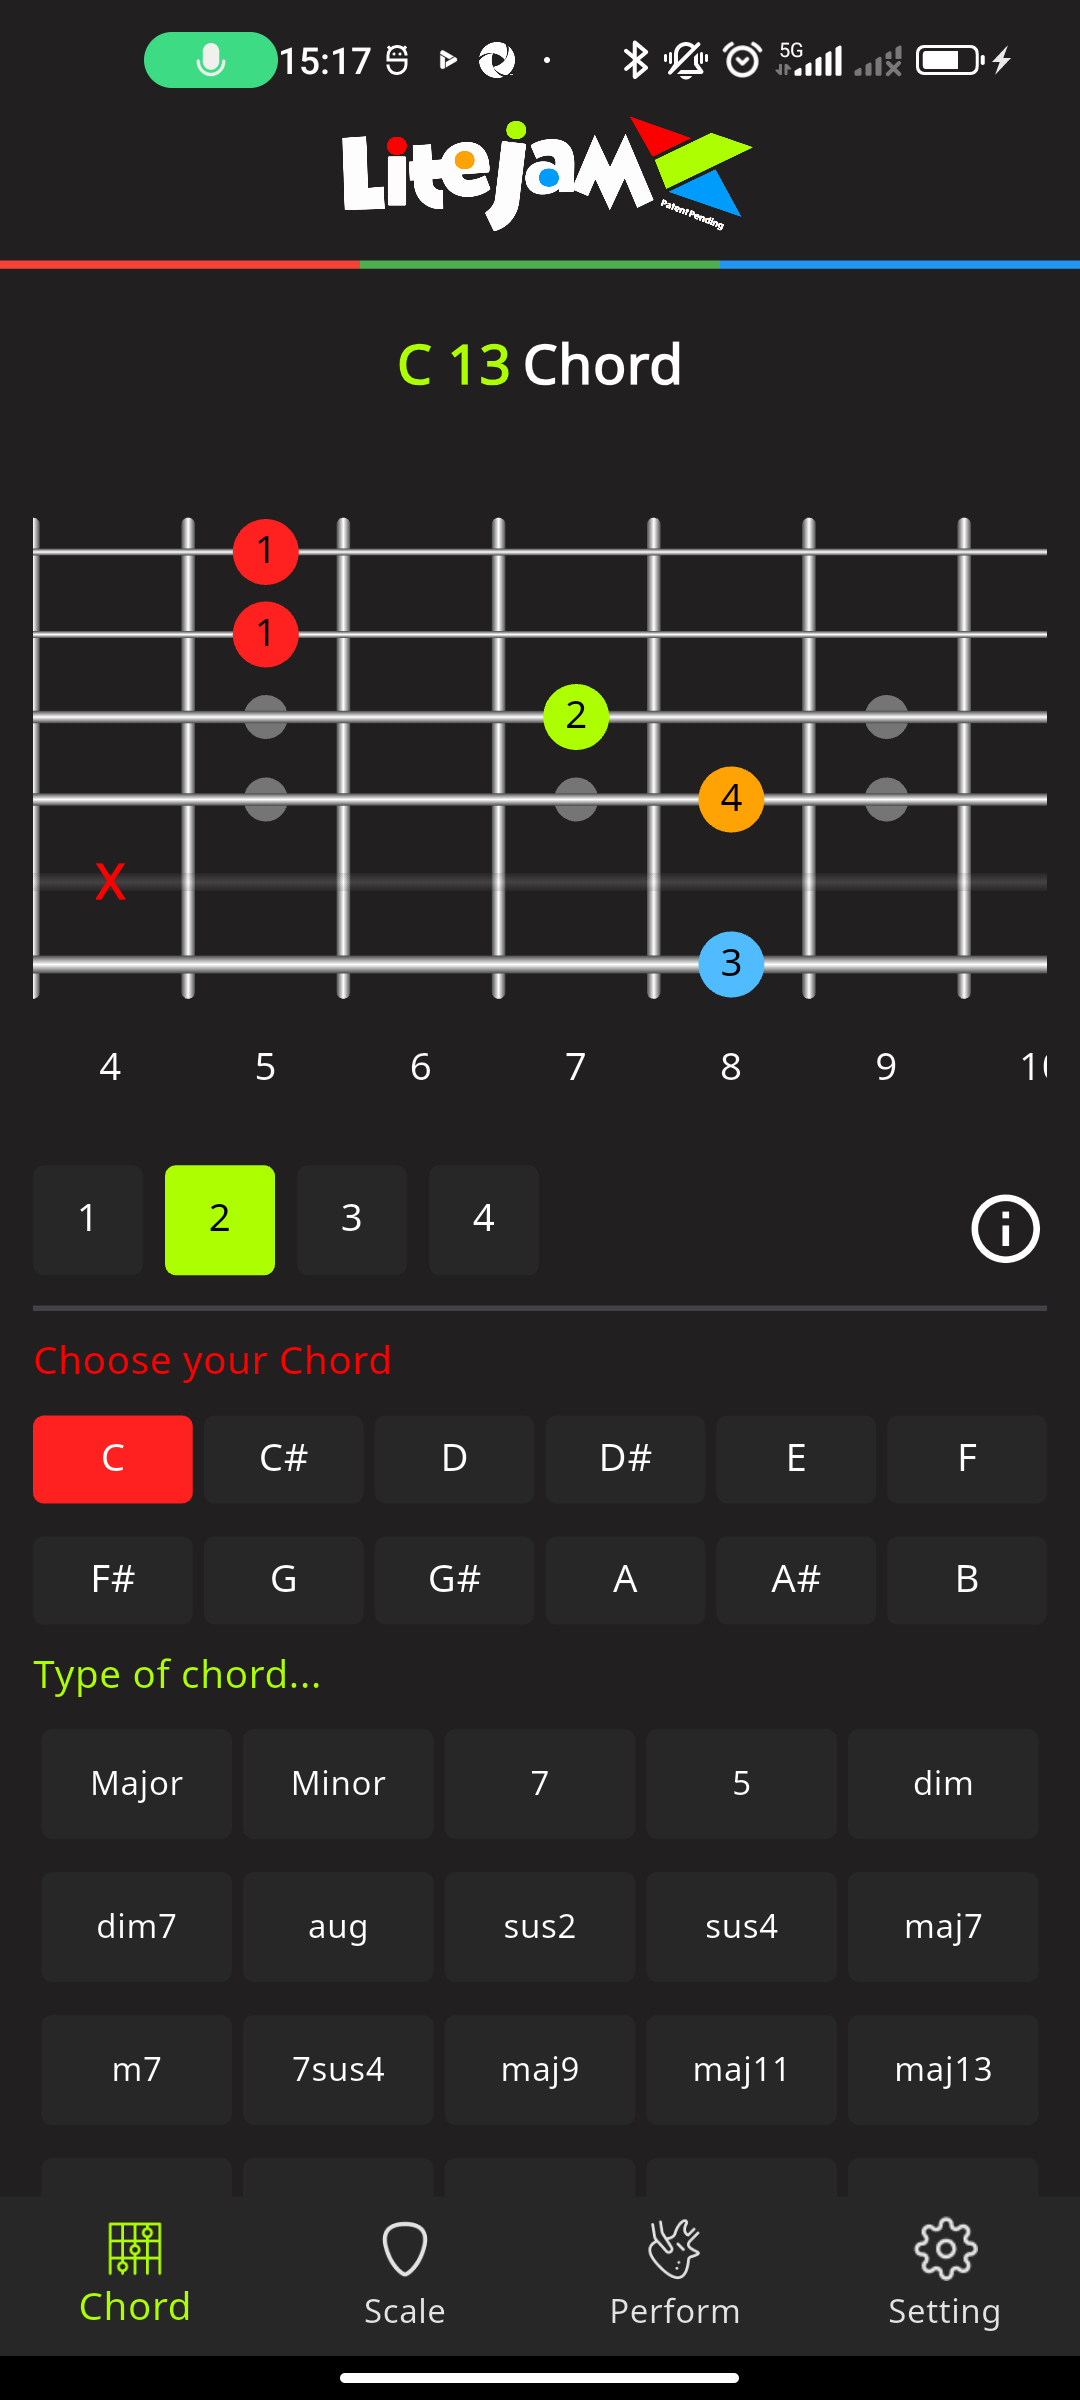 15:17
5G
LiteJam
Patent Pending
C 13 Chord
1
1
2
4
X
3
4 5 6 7 8 9 10
1 2 3 4
Choose your Chord
C C# D D# E F
F# G G# A A# B
Type of chord...
Major Minor 7 5 dim
dim7 aug sus2 sus4 maj7
m7 7sus4 maj9 maj11 maj13
Chord Scale Perform Setting